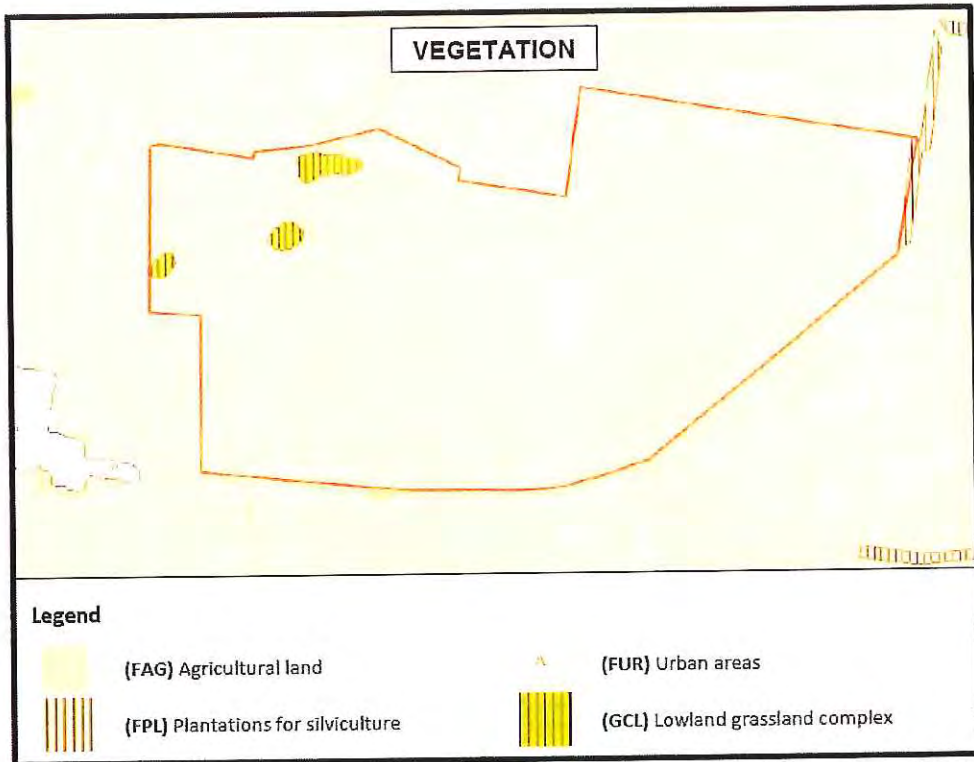 VEGETATION
Legend
(FAG) Agricultural land
(FUR) Urban areas
(FPL) Plantations for silviculture
(GCL) Lowland grassland complex